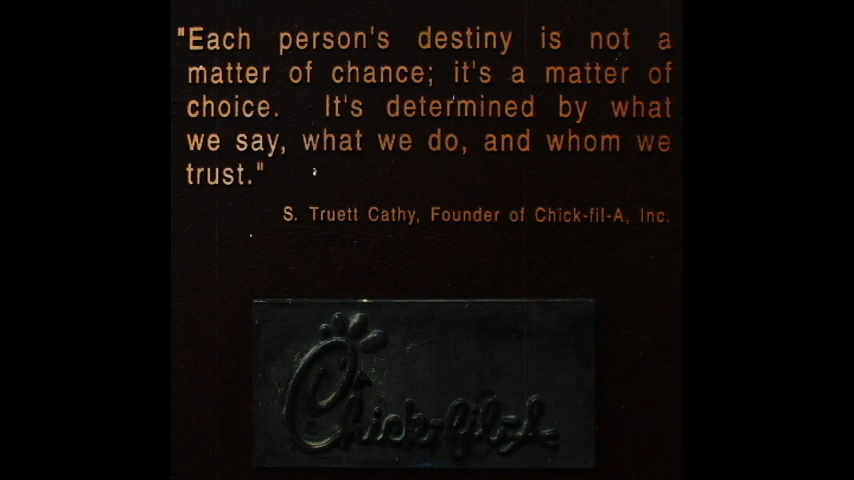 "Each person's destiny is not a
matter of chance; it's a matter of
choice. It's determined by what
we say, what we do, and whom we
trust."
S. Truett Cathy, Founder of Chick-fil-A, Inc.
Chick-fil-A